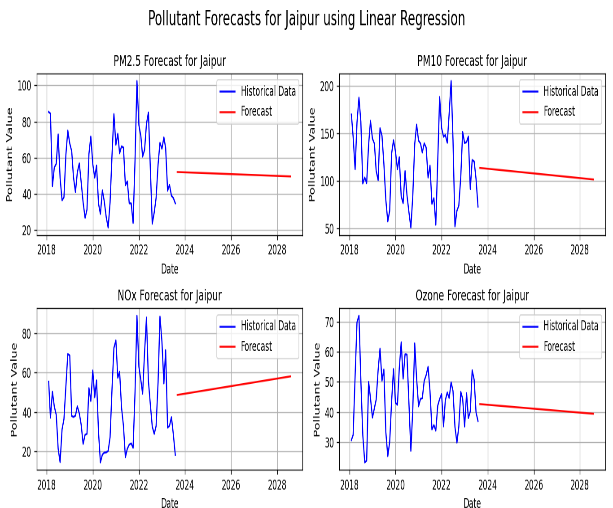 Pollutant Forecasts for Jaipur using Linear Regression
PM2.5 Forecast for Jaipur
Pollutant Value
100
80
60
40
20
2018 2020 2022 2024 2026 2028
Date
Historical Data
Forecast
PM10 Forecast for Jaipur
Pollutant Value
200
150
100
50
2018 2020 2022 2024 2026 2028
Date
Historical Data
Forecast
NOx Forecast for Jaipur
Pollutant Value
80
60
40
20
2018 2020 2022 2024 2026 2028
Date
Historical Data
Forecast
Ozone Forecast for Jaipur
Pollutant Value
70
60
50
40
30
2018 2020 2022 2024 2026 2028
Date
Historical Data
Forecast